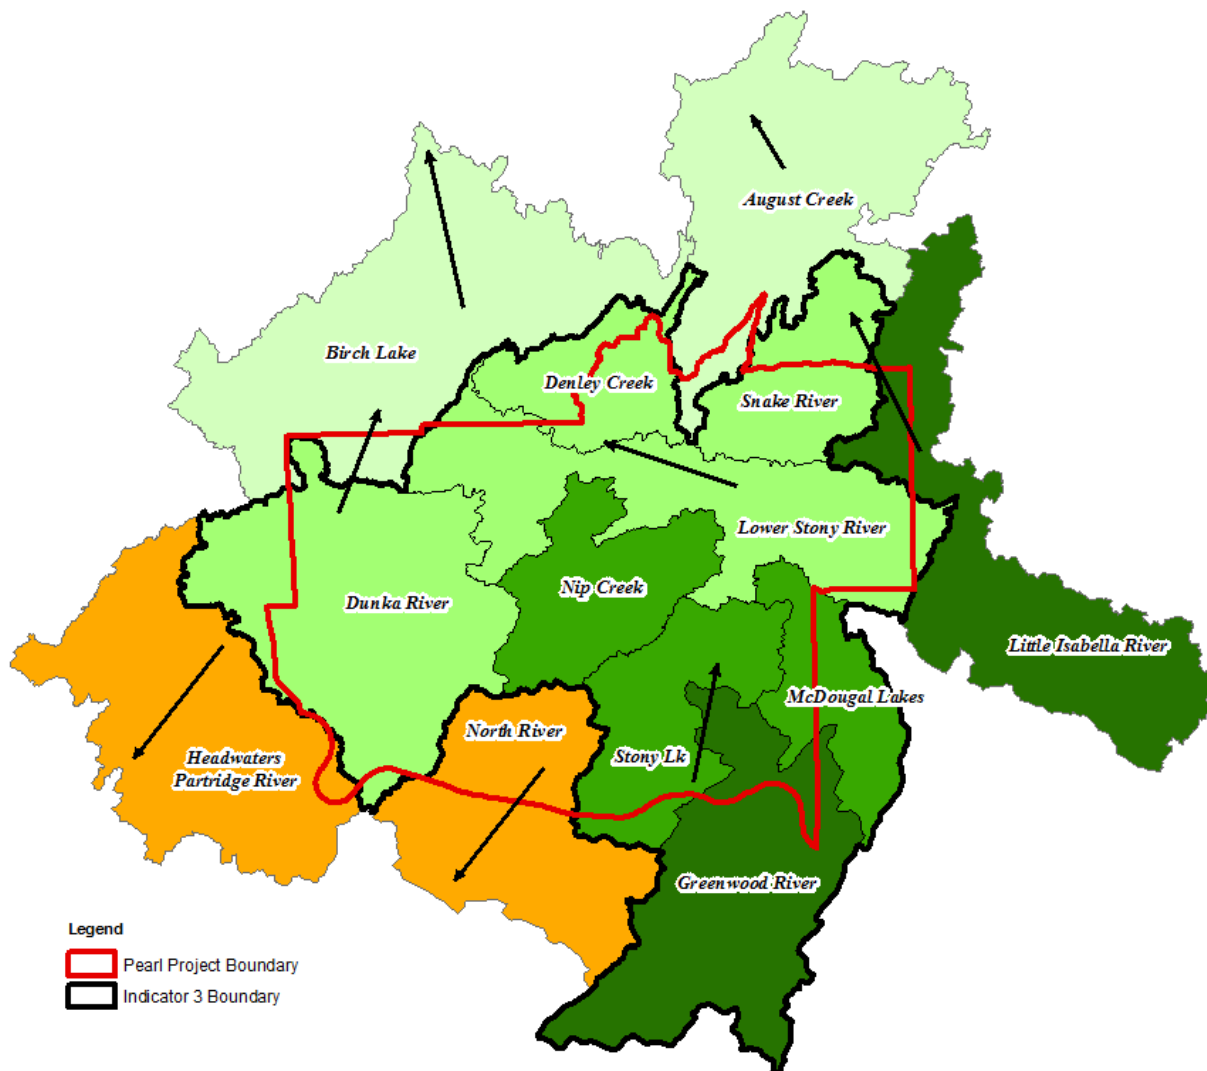 August Creek
Birch Lake
Denley Creek
Snake River
Lower Stony River
Nip Creek
Dunka River
Little Isabella River
McDougal Lakes
North River
Stony Lk
Headwaters
Partridge River
Greenwood River
Legend
Pearl Project Boundary
Indicator 3 Boundary